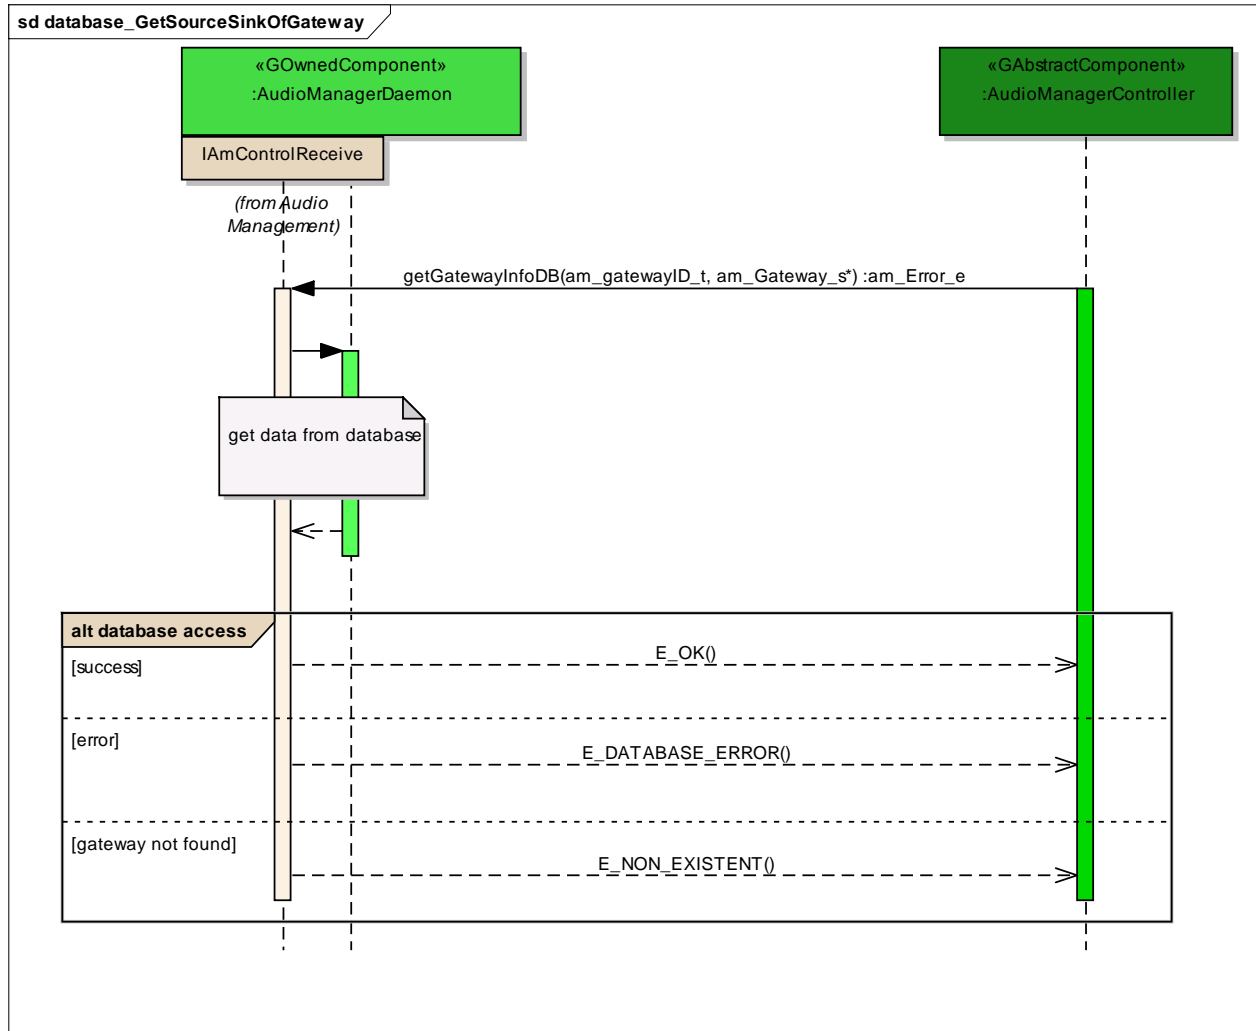 sd database_GetSourceSinkOfGateway
«GOwnedComponent»
:AudioManagerDaemon
«GAbstractComponent»
:AudioManagerController
IAmControlReceive
(from Audio
Management)
getGatewayInfoDB(am_gatewayID_t, am_Gateway_s*) :am_Error_e
get data from database
alt database access
[success]
E_OK()
[error]
E_DATABASE_ERROR()
[gateway not found]
E_NON_EXISTENT()